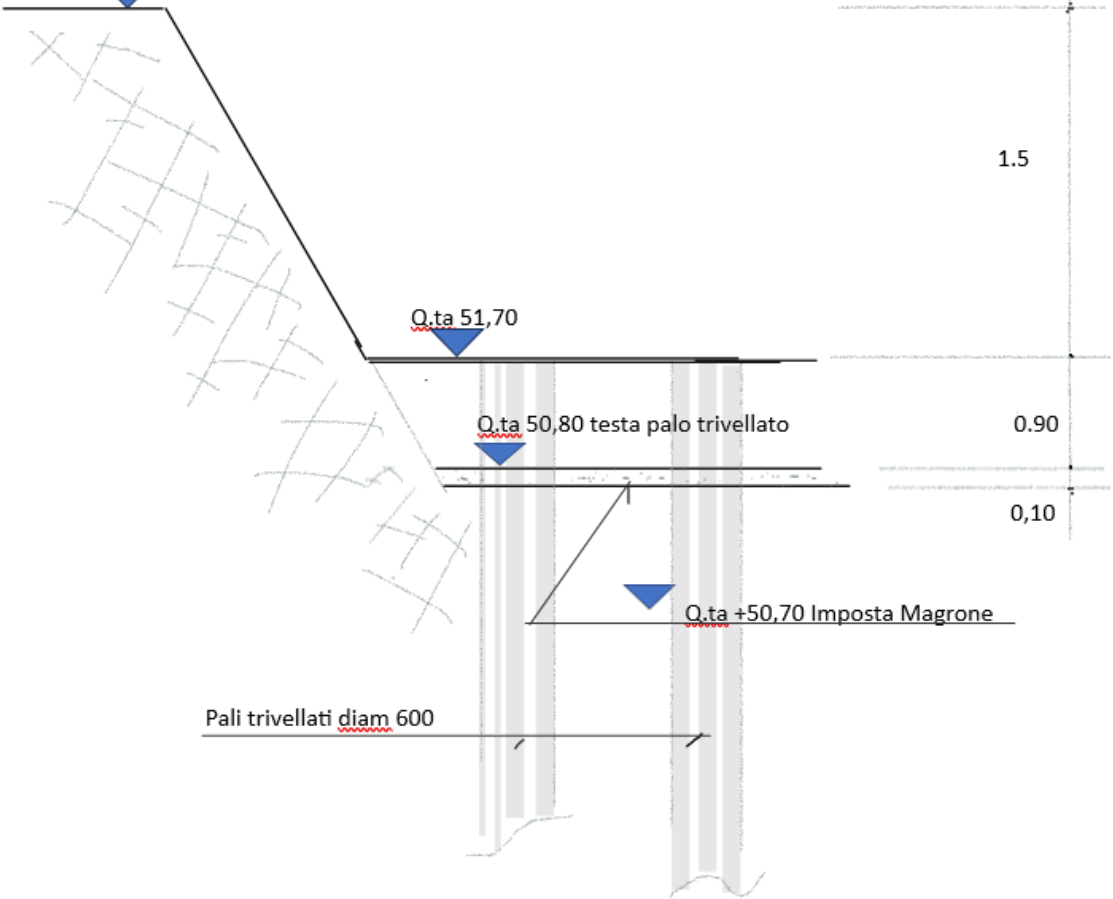 1.5
Q.ta 51,70
Q.ta 50,80 testa palo trivellato
0.90
0,10
Q.ta +50,70 Imposta Magrone
Pali trivellati diam 600